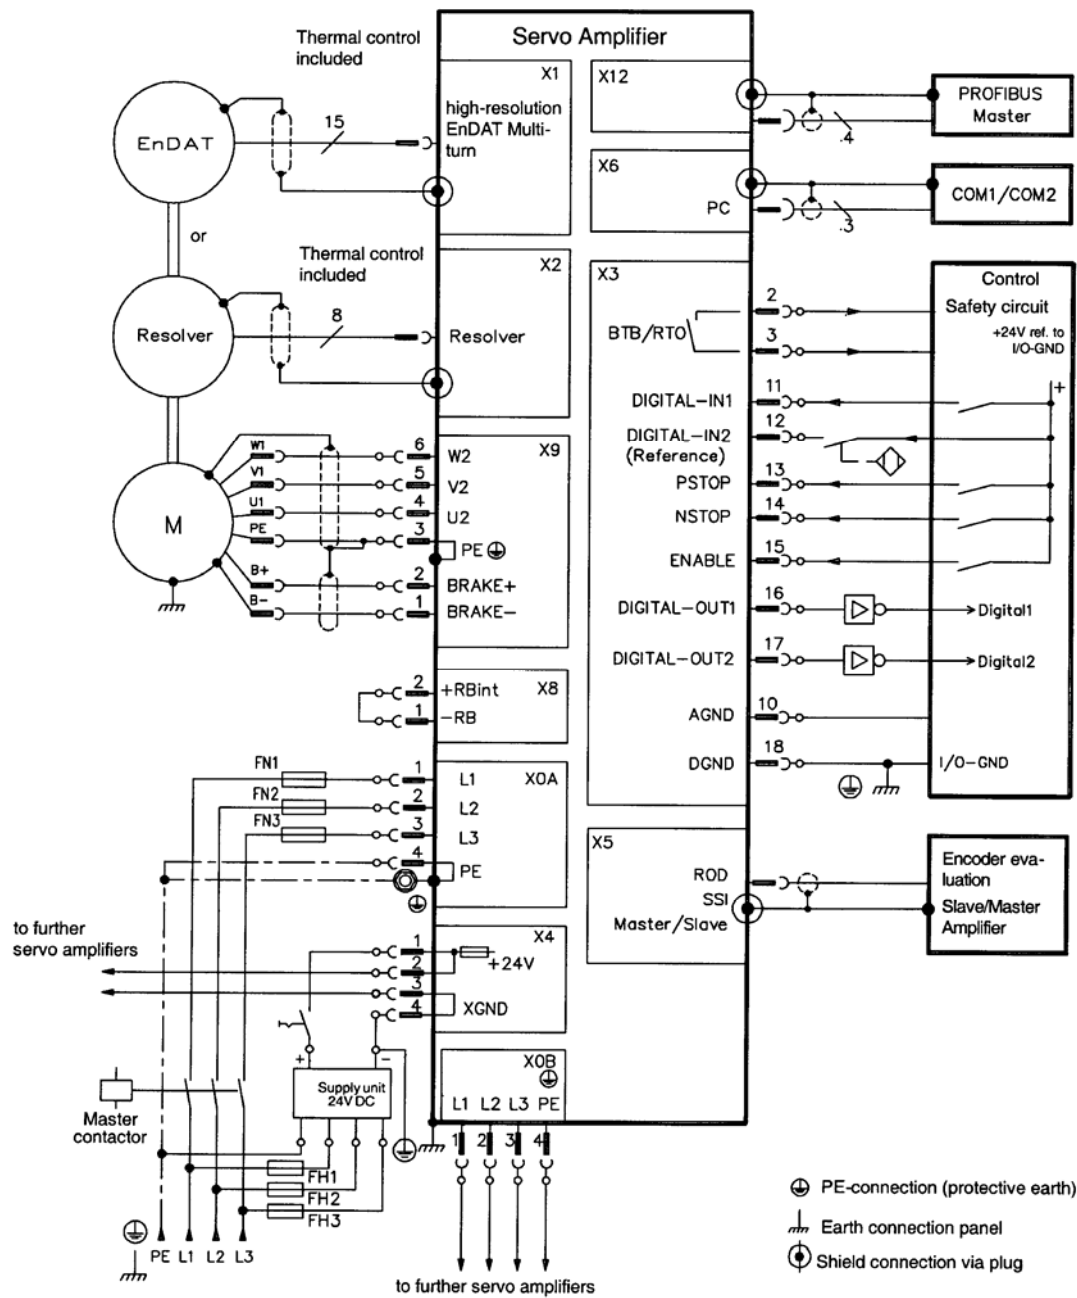 Servo Amplifier
Thermal control
included
X1
high-resolution
EnDAT Multi-
turn
EnDAT
15
or
Thermal control
included
X2
Resolver
Resolver
8
X9
M
W1
V1
U1
PE
B+
B-
6
5
4
3
2
1
W2
V2
U2
PE
BRAKE+
BRAKE-
X8
2
1
+RBint
-RB
X0A
FN1
FN2
FN3
1
2
3
4
L1
L2
L3
PE
to further
servo amplifiers
X4
1
2
3
4
+24V
XGND
+
-
Supply unit
24V DC
Master
contactor
FH1
FH2
FH3
PE L1 L2 L3
X0B
L1 L2 L3 PE
1 2 3 4
to further servo amplifiers
X12
4
PROFIBUS
Master
X6
PC
3
COM1/COM2
X3
BTB/RTO
DIGITAL-IN1
DIGITAL-IN2
(Reference)
PSTOP
NSTOP
ENABLE
DIGITAL-OUT1
DIGITAL-OUT2
AGND
DGND
2
3
11
12
13
14
15
16
17
10
18
Control
Safety circuit
+24V ref. to
I/O-GND
+
Digital1
Digital2
I/O-GND
X5
ROD
SSI
Master/Slave
Encoder eva-
luation
Slave/Master
Amplifier
PE-connection (protective earth)
Earth connection panel
Shield connection via plug